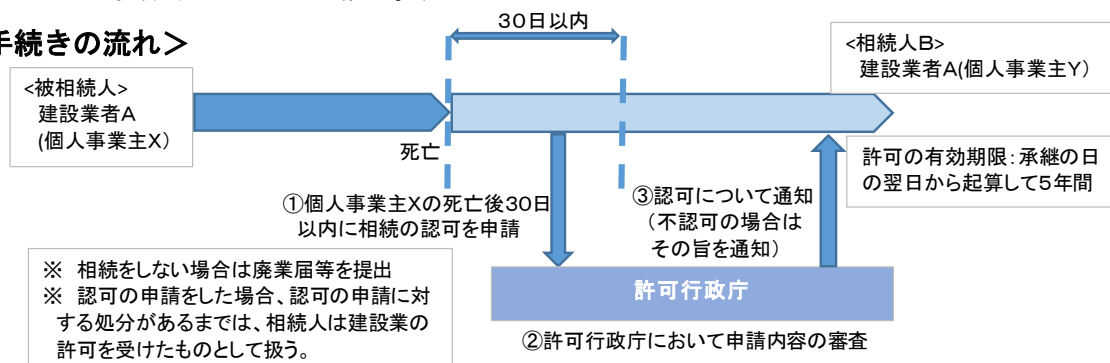 手続きの流れ＞
30日以内
<被相続人>
建設業者A
(個人事業主X)
死亡
<相続人B>
建設業者A(個人事業主Y)
許可の有効期限：承継の日
の翌日から起算して5年間
①個人事業主Xの死亡後30日
以内に相続の認可を申請
③認可について通知
（不認可の場合は
その旨を通知）
※　相続をしない場合は廃業届等を提出
※　認可の申請をした場合、認可の申請に対
する処分があるまでは、相続人は建設業の
許可を受けたものとして扱う。
許可行政庁
②許可行政庁において申請内容の審査